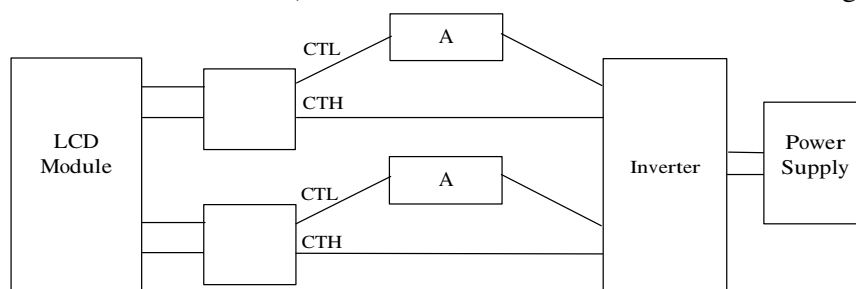 A
CTL
CTH
LCD
Module
Inverter
Power
Supply
A
CTL
CTH